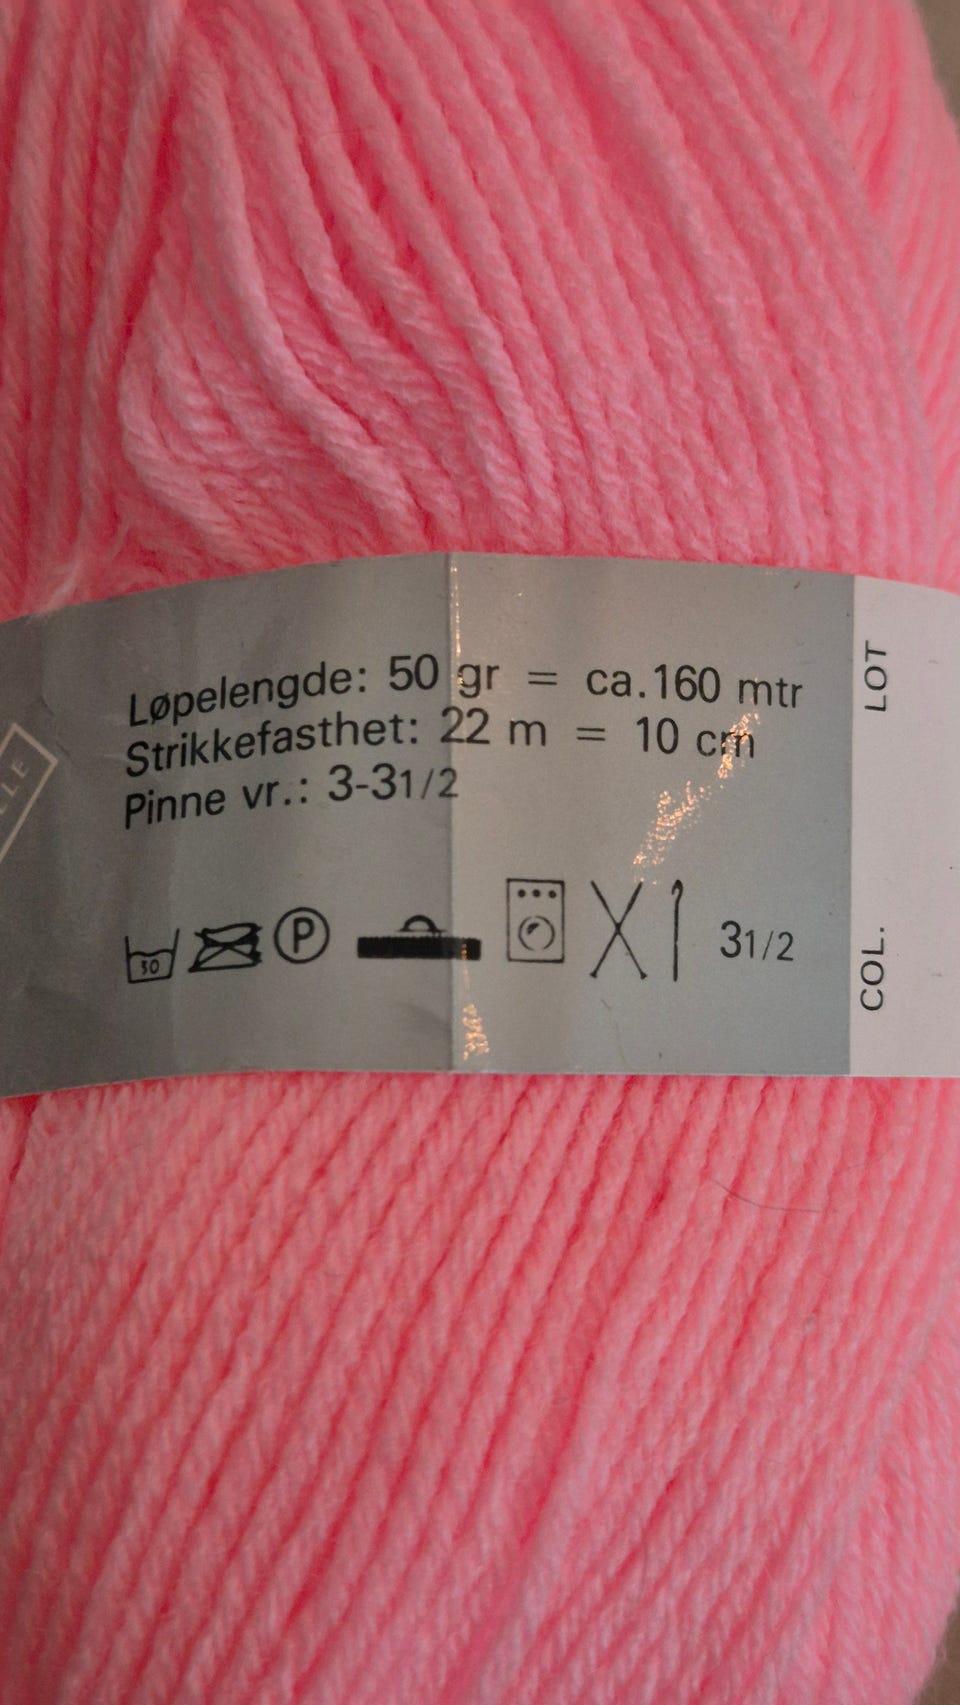 Løpelengde: 50 gr = ca.160 mtr
Strikkefasthet: 22 m = 10 cm
Pinne vr.: 3-31/2
30
P
31/2
LOT
COL.